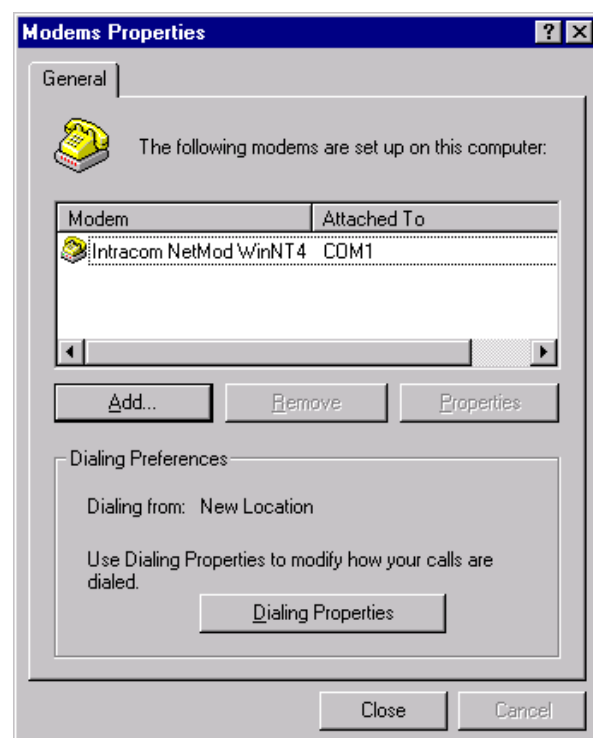 Modems Properties
General
The following modems are set up on this computer:
Modem Attached To
Intracom NetMod WinNT4 COM1
Add... Remove Properties
Dialing Preferences
Dialing from: New Location
Use Dialing Properties to modify how your calls are
dialed.
Dialing Properties
Close Cancel